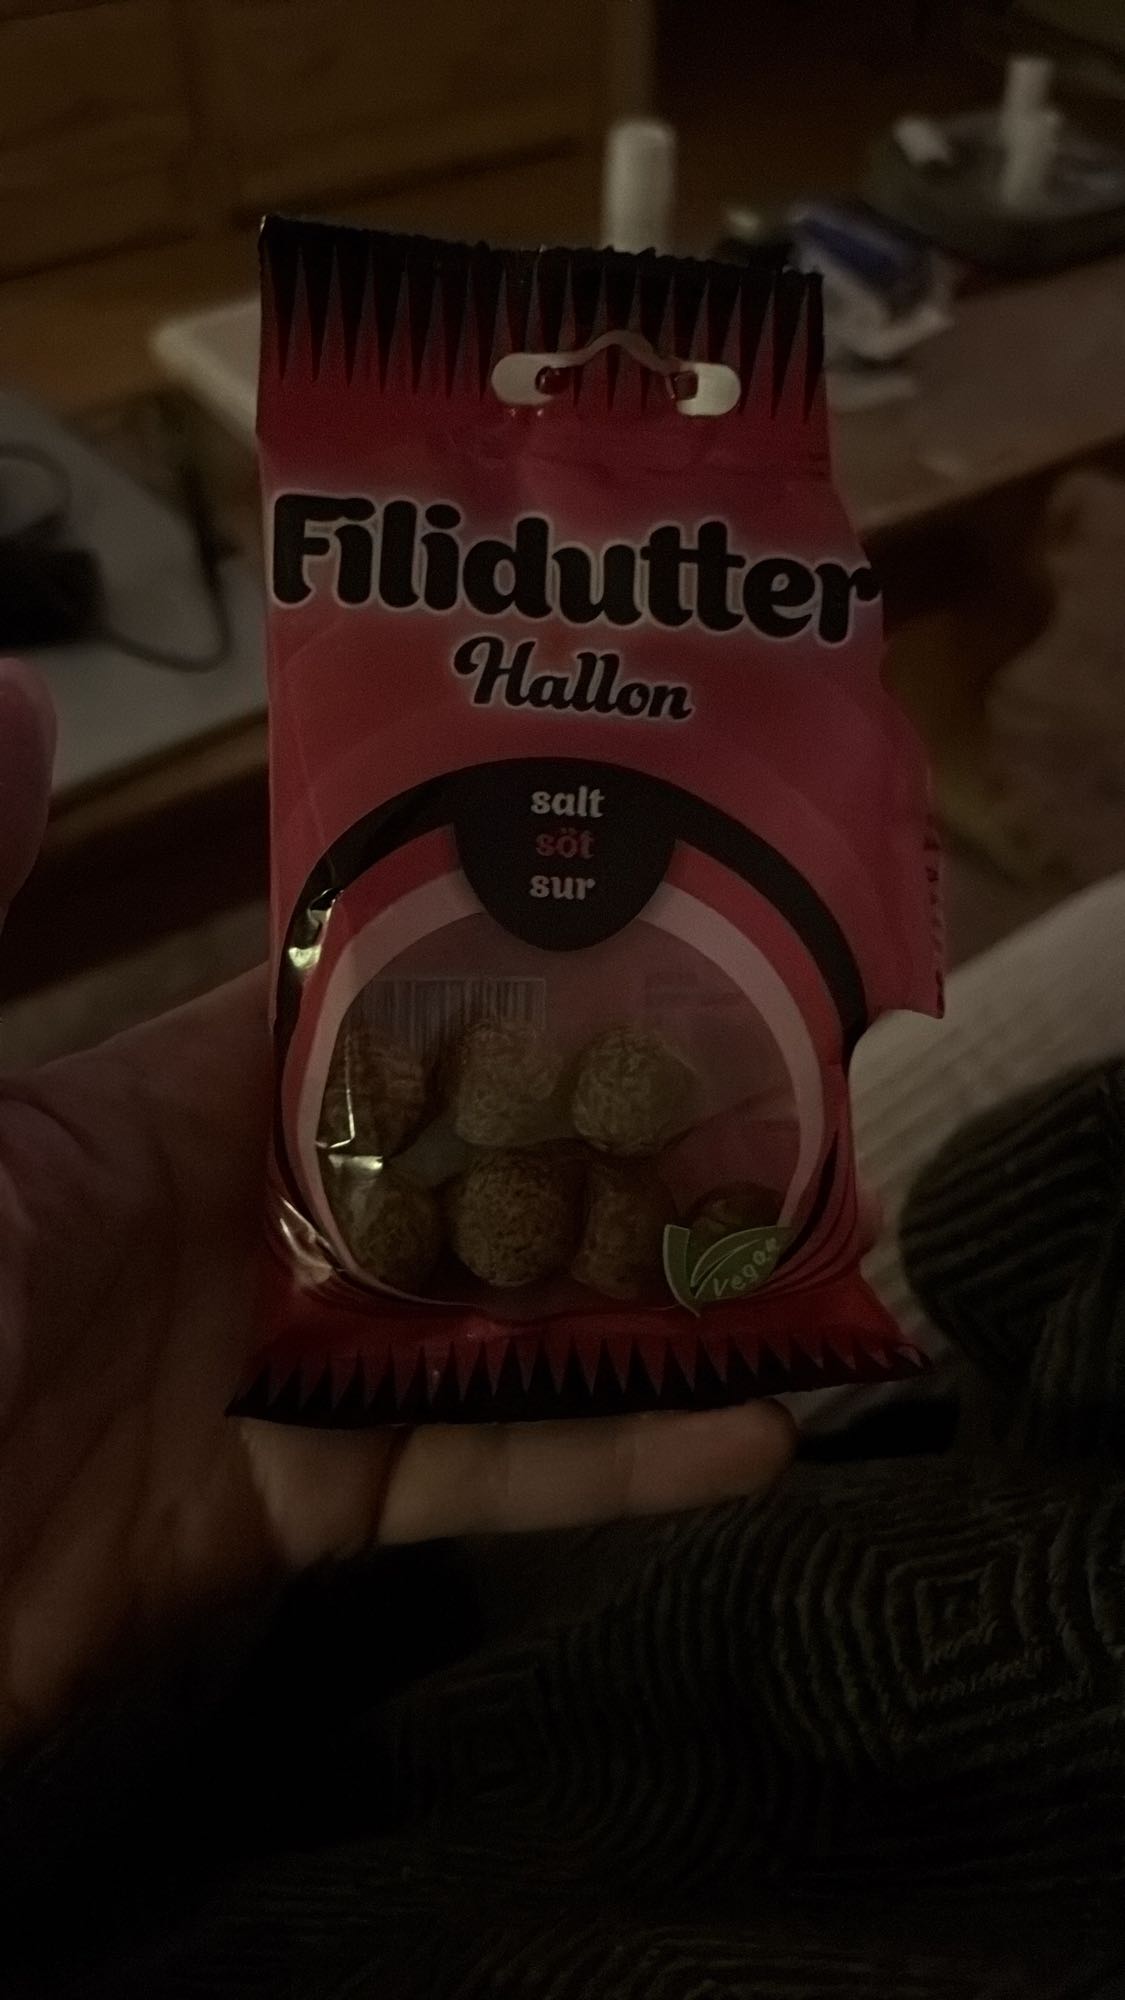 Filidutter
Hallon
salt
söt
sur
vegan